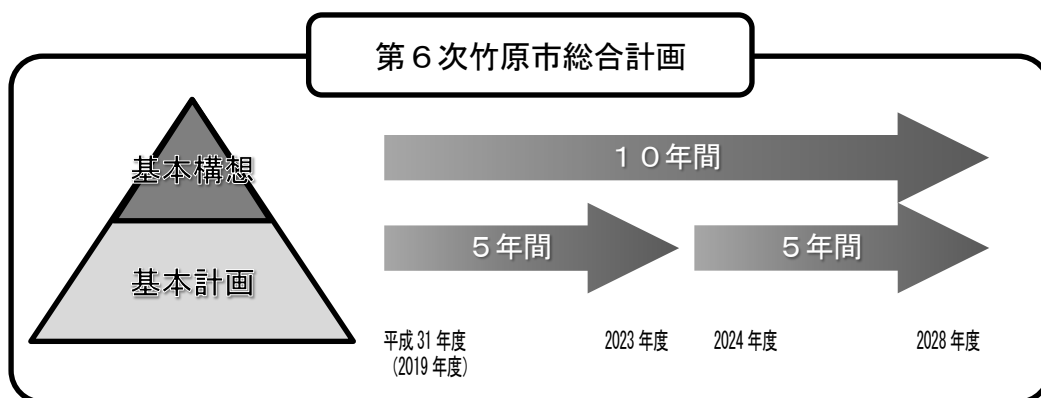 第６次竹原市総合計画
基本構想
１０年間
５年間
５年間
基本計画
平成 31 年度
（2019 年度）
2023 年度
2024 年度
2028 年度